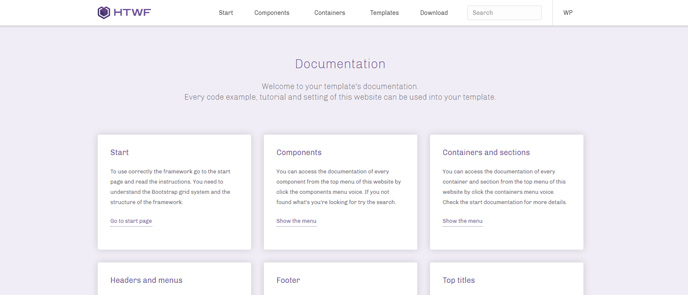 HTWF Start Components Containers Templates Download Search WP
Documentation
Welcome to your template's documentation.
Every code example, tutorial and setting of this website can be used into your template.
Start
To use correctly the framework go to the start
page and read the instructions. You need to
understand the Bootstrap grid system and the
structure of the framework.
Go to start page
Components
You can access the documentation of every
component from the top menu of this website by
click the components menu voice. If you not
found what's you're looking for try the search.
Show the menu
Containers and sections
You can access the documentation of every
container and section from the top menu of this
website by click the containers menu voice.
Check the start documentation for more details.
Show the menu
Headers and menus
Footer
Top titles